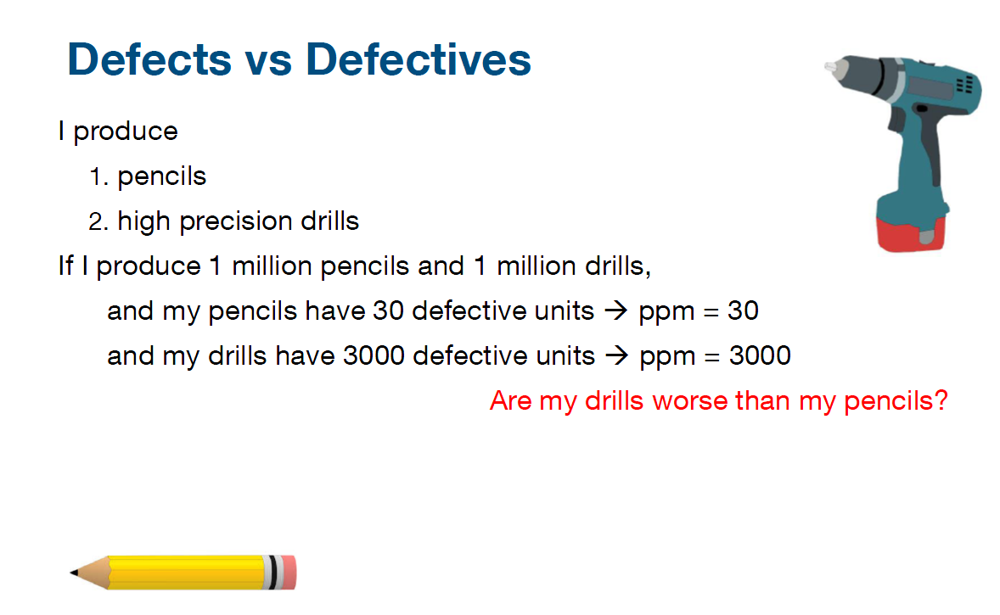 Defects vs Defectives
I produce
1. pencils
2. high precision drills
If I produce 1 million pencils and 1 million drills,
and my pencils have 30 defective units → ppm = 30
and my drills have 3000 defective units → ppm = 3000
Are my drills worse than my pencils?